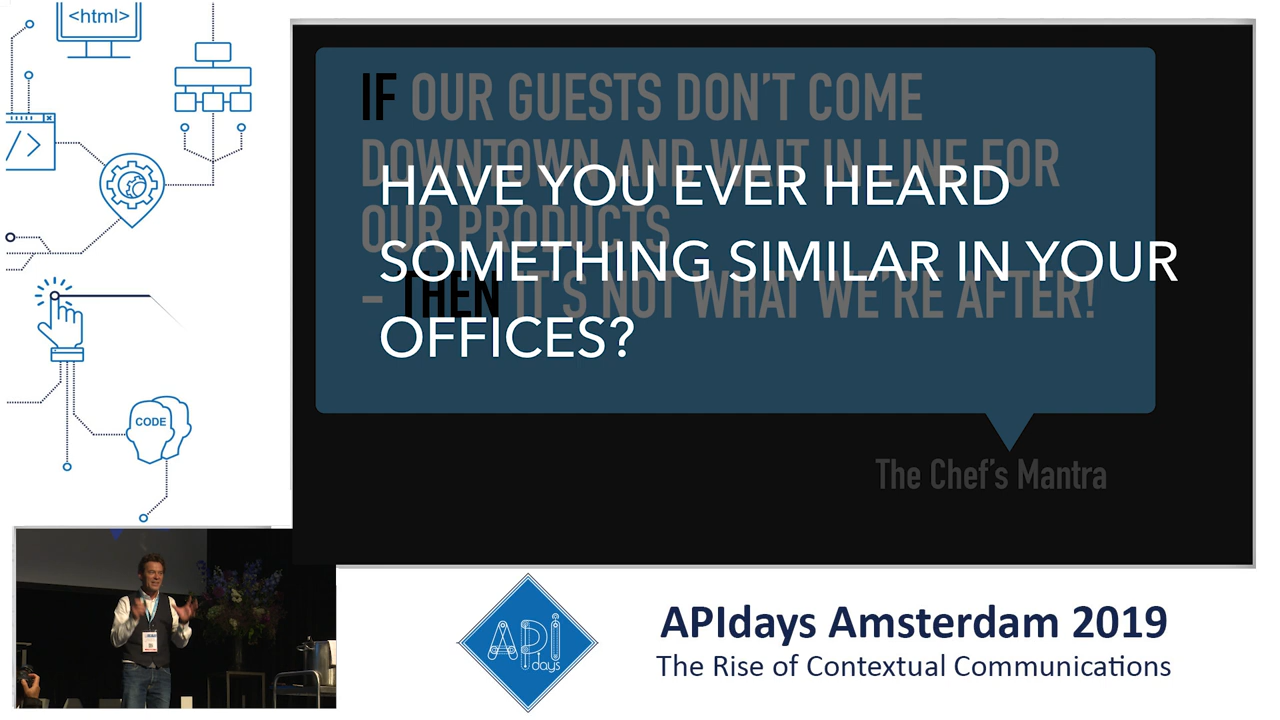 <html>
</>
CODE
IF OUR GUESTS DON'T COME
DOWNTOWN AND WAIT IN LINE FOR
OUR PRODUCTS
– THEN IT'S NOT WHAT WE'RE AFTER!
HAVE YOU EVER HEARD
SOMETHING SIMILAR IN YOUR
OFFICES?
The Chef's Mantra
API
days
APIdays Amsterdam 2019
The Rise of Contextual Communications